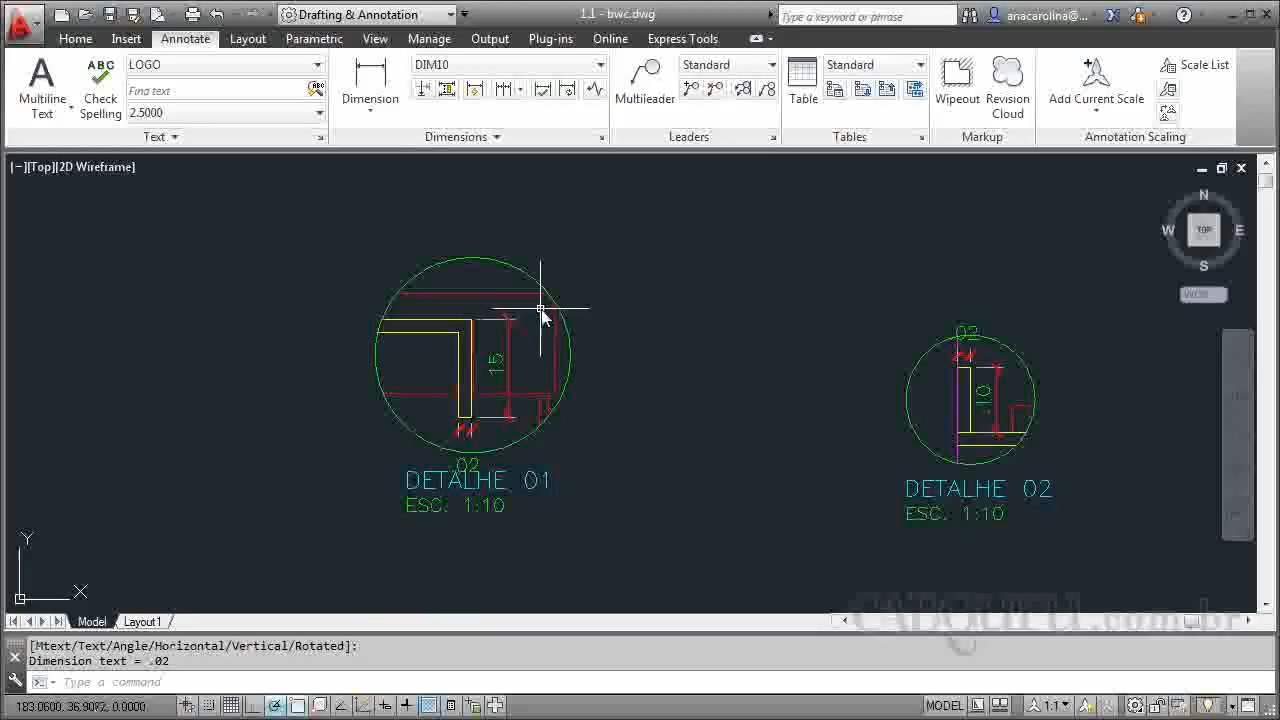 Drafting & Annotation
1.1 - bwc.dwg
Type a keyword or phrase
anacarolina@...
Home Insert Annotate Layout Parametric View Manage Output Plug-ins Online Express Tools
Multiline Text
Check Spelling
LOGO
Find text
2.5000
Dimension
DIM10
Multileader
Standard
Table
Standard
Wipeout
Revision Cloud
Add Current Scale
Scale List
Text
Dimensions
Leaders
Tables
Markup
Annotation Scaling
[−][Top][2D Wireframe]
N
W TOP E
S
.15
.02
DETALHE 01
ESC. 1:10
.02
.10
DETALHE 02
ESC. 1:10
Y
X
CADGURU.com.br
Model Layout1
[Mtext/Text/Angle/Horizontal/Vertical/Rotated]:
Dimension text = .02
Type a command
183.0600, 36.9072, 0.0000
MODEL
1:1